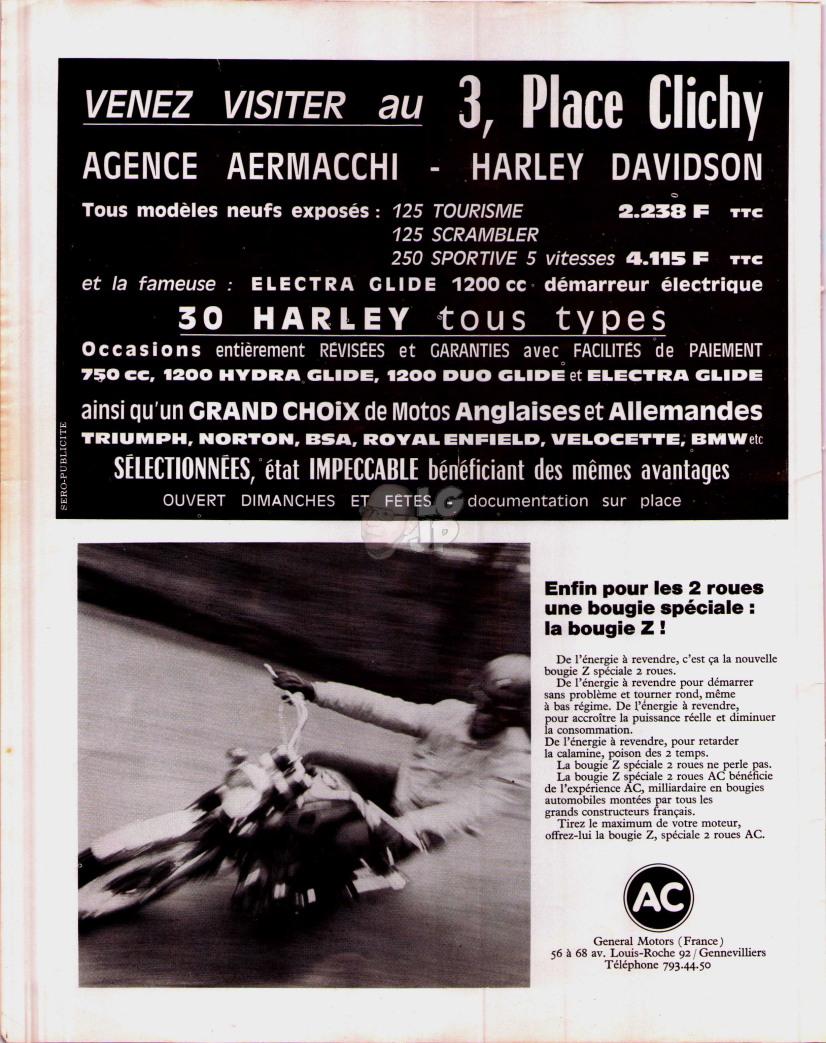 VENEZ VISITER au 3, Place Clichy
AGENCE AERMACCHI - HARLEY DAVIDSON
Tous modèles neufs exposés : 125 TOURISME 2.238 F TTC
125 SCRAMBLER
250 SPORTIVE 5 vitesses 4.115 F TTC
et la fameuse : ELECTRA GLIDE 1200 cc démarreur électrique
30 HARLEY tous types
Occasions entièrement RÉVISÉES et GARANTIES avec FACILITÉS de PAIEMENT
750 cc, 1200 HYDRA GLIDE, 1200 DUO GLIDE et ELECTRA GLIDE
ainsi qu'un GRAND CHOiX de Motos Anglaises et Allemandes
TRIUMPH, NORTON, BSA, ROYAL ENFIELD, VELOCETTE, BMW etc
SÉLECTIONNÉES, état IMPECCABLE bénéficiant des mêmes avantages
OUVERT DIMANCHES ET FÊTES - documentation sur place
SERO-PUBLICITE
LG
JP
Enfin pour les 2 roues
une bougie spéciale :
la bougie Z !
De l'énergie à revendre, c'est ça la nouvelle
bougie Z spéciale 2 roues.
De l'énergie à revendre pour démarrer
sans problème et tourner rond, même
à bas régime. De l'énergie à revendre,
pour accroître la puissance réelle et diminuer
la consommation.
De l'énergie à revendre, pour retarder
la calamine, poison des 2 temps.
La bougie Z spéciale 2 roues ne perle pas.
La bougie Z spéciale 2 roues AC bénéficie
de l'expérience AC, milliardaire en bougies
automobiles montées par tous les
grands constructeurs français.
Tirez le maximum de votre moteur,
offrez-lui la bougie Z, spéciale 2 roues AC.
AC
General Motors (France)
56 à 68 av. Louis-Roche 92 / Gennevilliers
Téléphone 793.44.50